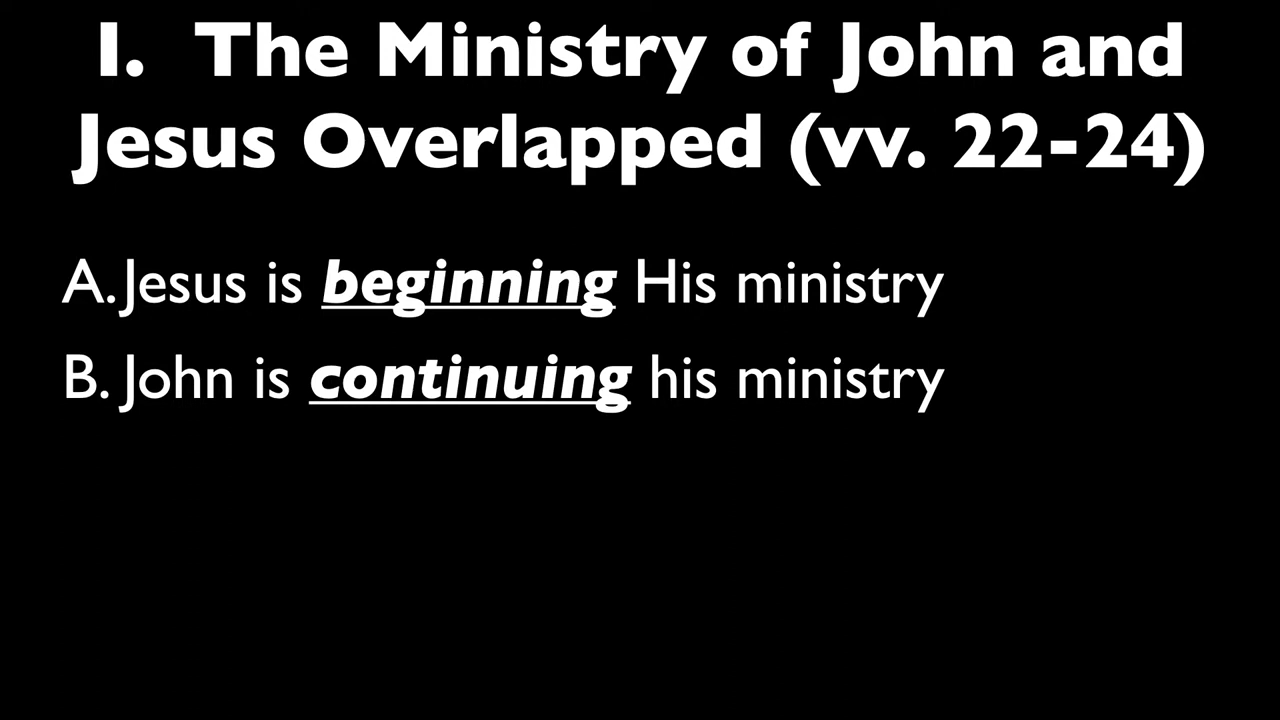 I. The Ministry of John and
Jesus Overlapped (vv. 22-24)
A. Jesus is beginning His ministry
B. John is continuing his ministry